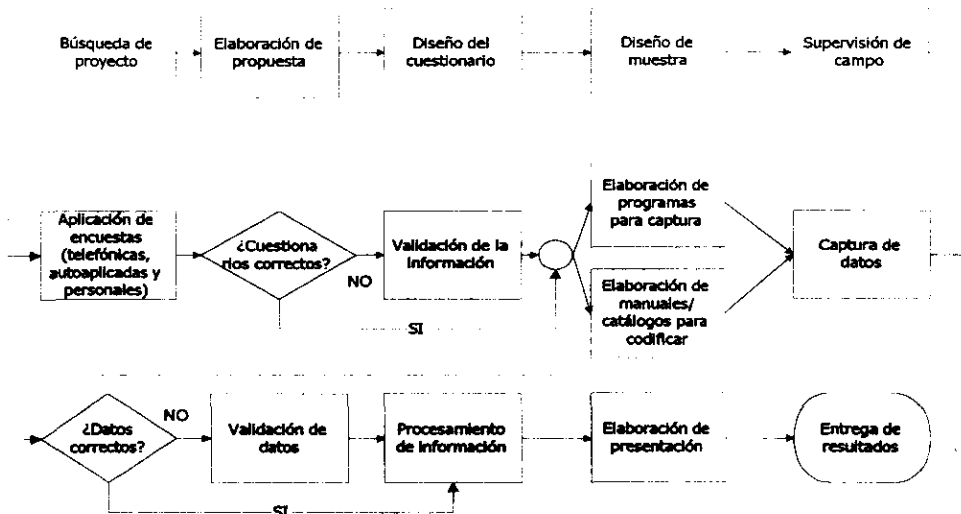 Búsqueda de
proyecto
Elaboración de
propuesta
Diseño del
cuestionario
Diseño de
muestra
Supervisión de
campo
Aplicación de
encuestas
(telefónicas,
autoaplicadas y
personales)
¿Cuestiona
rios correctos?
NO
SI
Validación de la
información
Elaboración de
programas
para captura
Elaboración de
manuales/
catálogos para
codificar
Captura de
datos
¿Datos
correctos?
NO
SI
Validación de
datos
Procesamiento
de información
Elaboración de
presentación
Entrega de
resultados